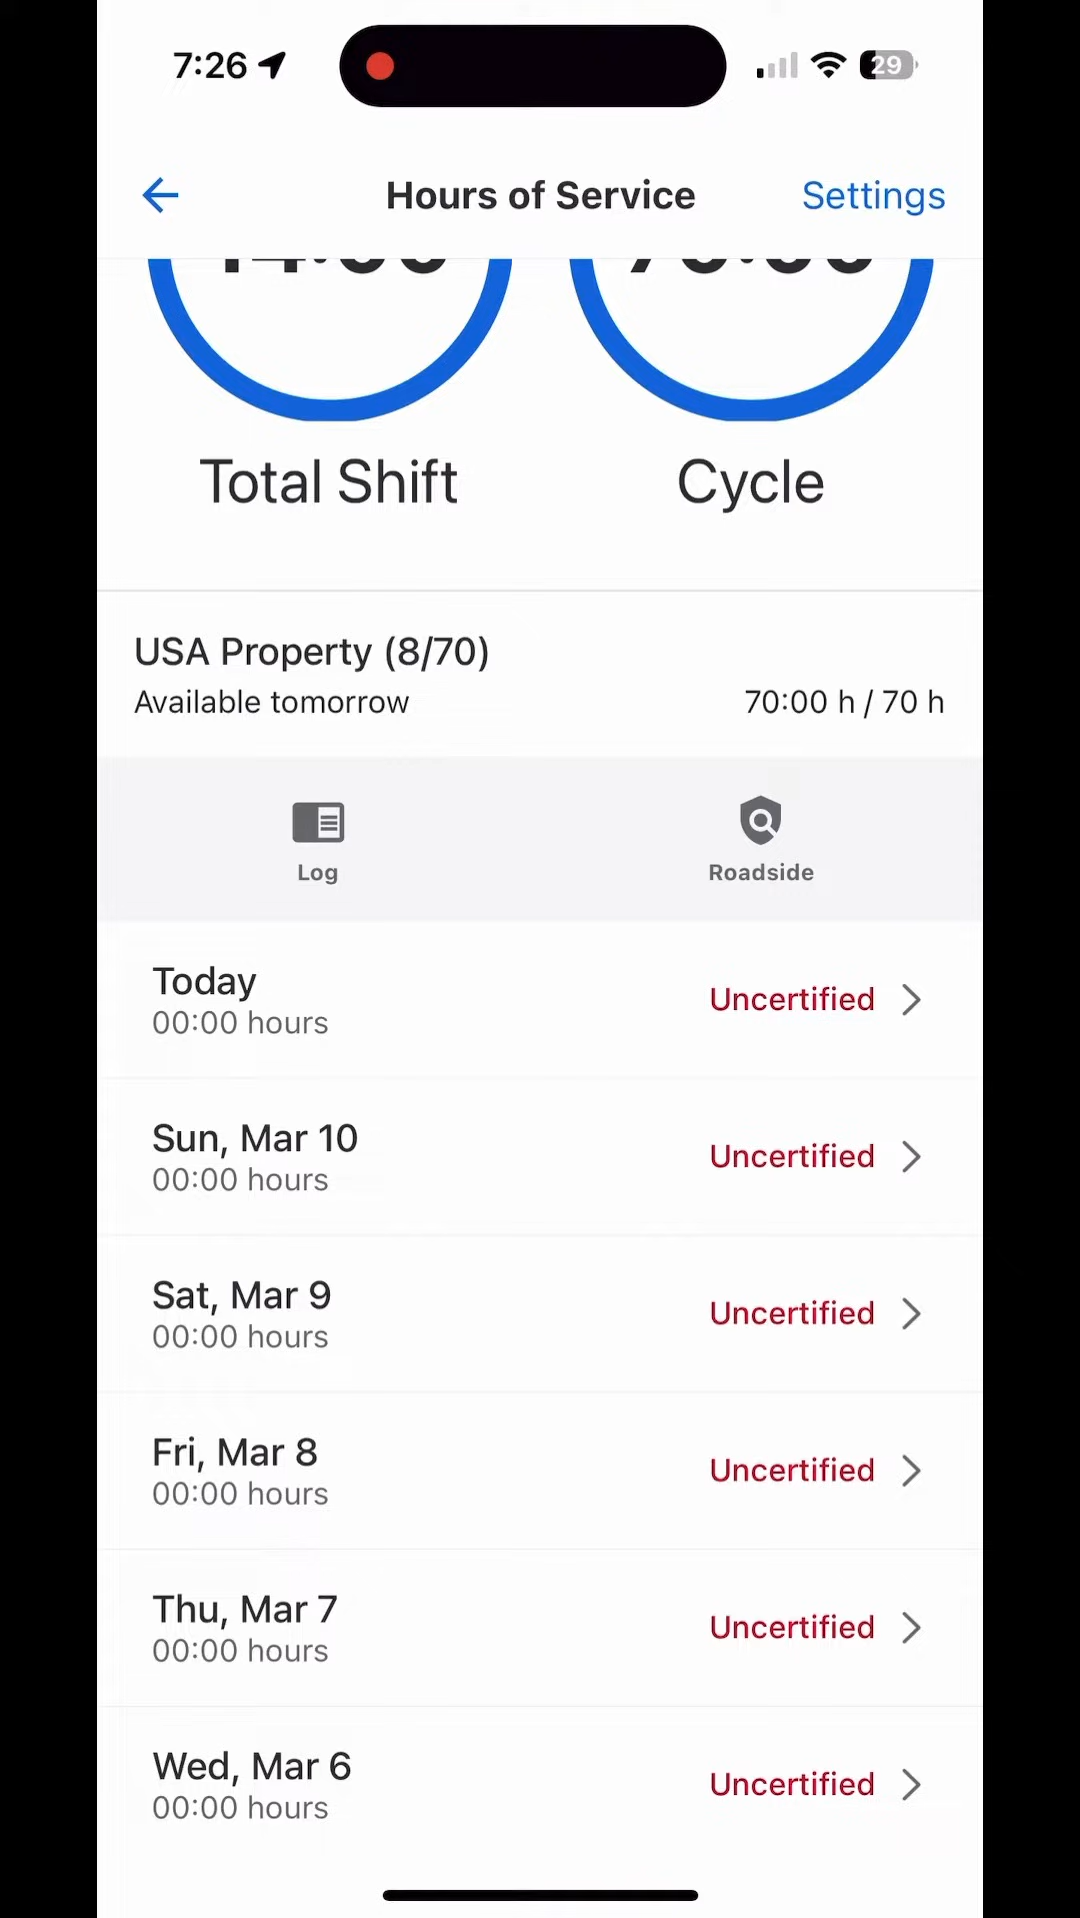 7:26
29
Hours of Service
Settings
Total Shift
Cycle
USA Property (8/70)
Available tomorrow
70:00 h / 70 h
Log
Roadside
Today
00:00 hours
Uncertified
Sun, Mar 10
00:00 hours
Uncertified
Sat, Mar 9
00:00 hours
Uncertified
Fri, Mar 8
00:00 hours
Uncertified
Thu, Mar 7
00:00 hours
Uncertified
Wed, Mar 6
00:00 hours
Uncertified